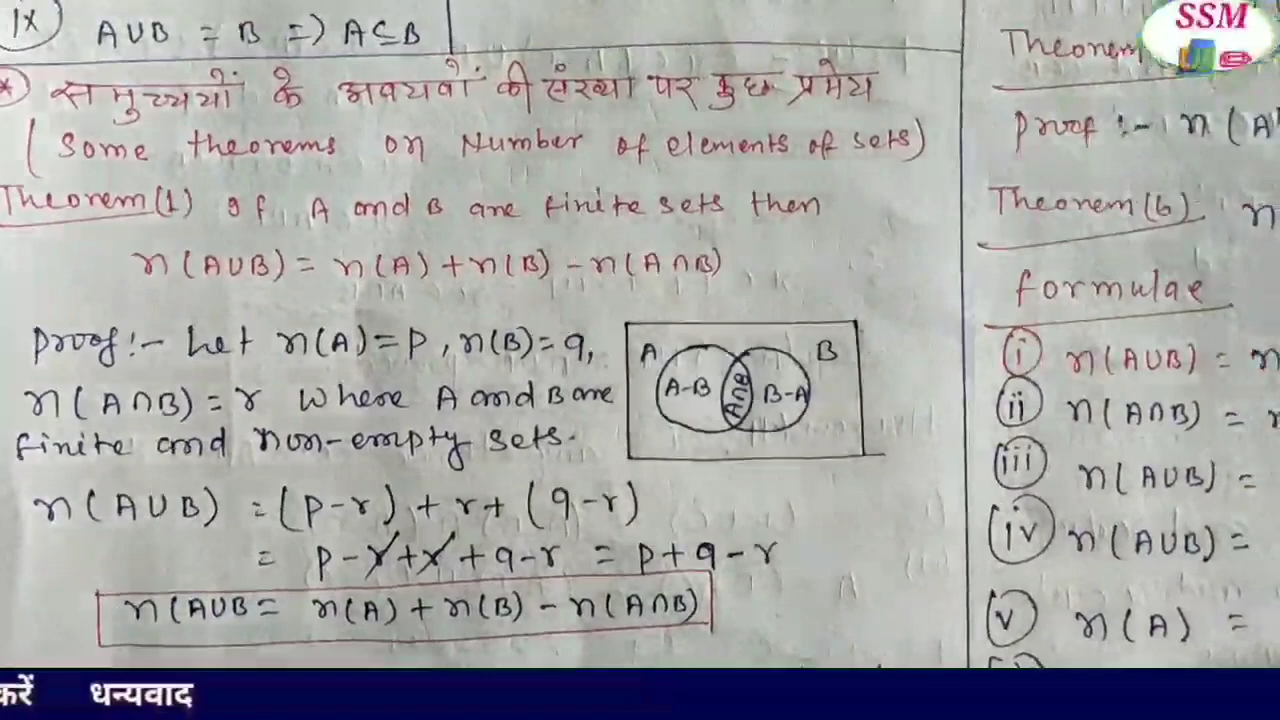 ix) A∪B = B => A⊆B
* समुच्ययों के अवयवों की संख्या पर कुछ प्रमेय
(Some theorems on Number of elements of sets)
Theorem(1) If A and B are finite sets then
n(A∪B) = n(A) + n(B) - n(A∩B)
proof :- Let n(A) = p, n(B) = q,
n(A∩B) = r where A and B are
finite and non-empty sets.
A B
A-B A∩B B-A
n(A∪B) = (p-r) + r + (q-r)
= p-r+r+q-r = p+q-r
n(A∪B = n(A) + n(B) - n(A∩B)
SSM
Theorem
proof :- n(A
Theorem(6) n
formulae
(i) n(A∪B) = n
(ii) n(A∩B) =
(iii) n(A∪B) =
(iv) n(A∪B) =
(v) n(A) =
करें धन्यवाद